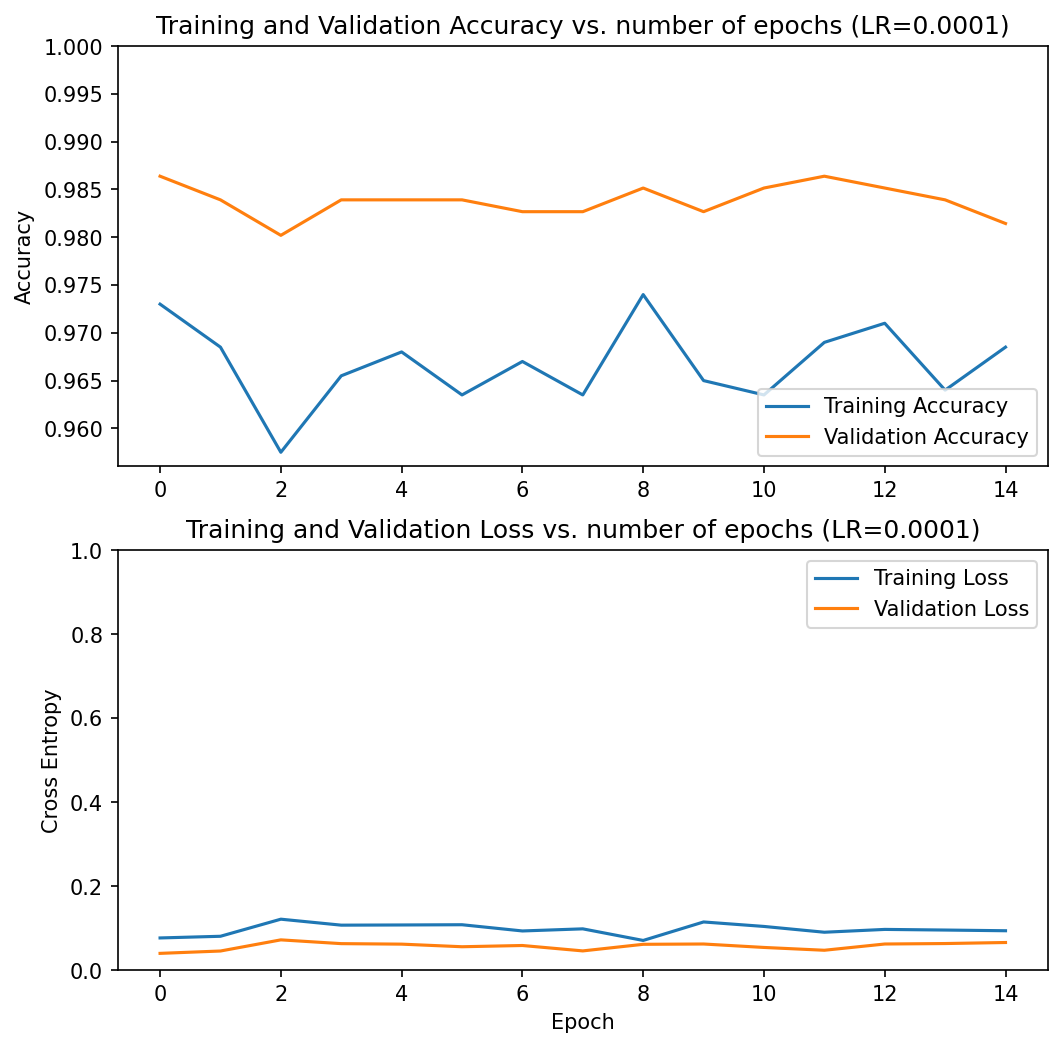 Training and Validation Accuracy vs. number of epochs (LR=0.0001)
1.000
0.995
0.990
0.985
0.980
0.975
0.970
0.965
0.960
Accuracy
Training Accuracy
Validation Accuracy
0 2 4 6 8 10 12 14
Training and Validation Loss vs. number of epochs (LR=0.0001)
1.0
0.8
0.6
0.4
0.2
0.0
Cross Entropy
Training Loss
Validation Loss
0 2 4 6 8 10 12 14
Epoch